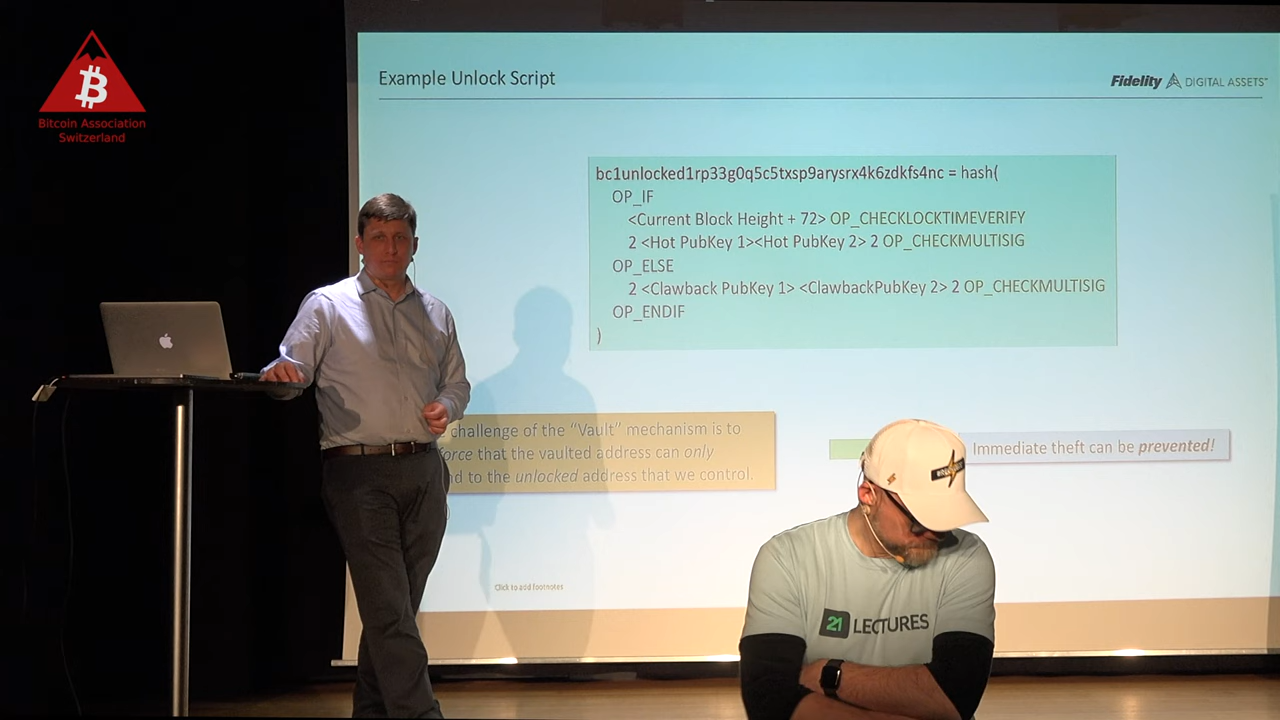 Bitcoin Association
Switzerland
Example Unlock Script
Fidelity DIGITAL ASSETS℠
bc1unlocked1rp33g0q5c5txsp9arysrx4k6zdkfs4nc = hash(
OP_IF
<Current Block Height + 72> OP_CHECKLOCKTIMEVERIFY
2 <Hot PubKey 1><Hot PubKey 2> 2 OP_CHECKMULTISIG
OP_ELSE
2 <Clawback PubKey 1> <ClawbackPubKey 2> 2 OP_CHECKMULTISIG
OP_ENDIF
)
challenge of the “Vault” mechanism is to
force that the vaulted address can only
to the unlocked address that we control.
Immediate theft can be prevented!
Click to add footnotes
21 LECTURES